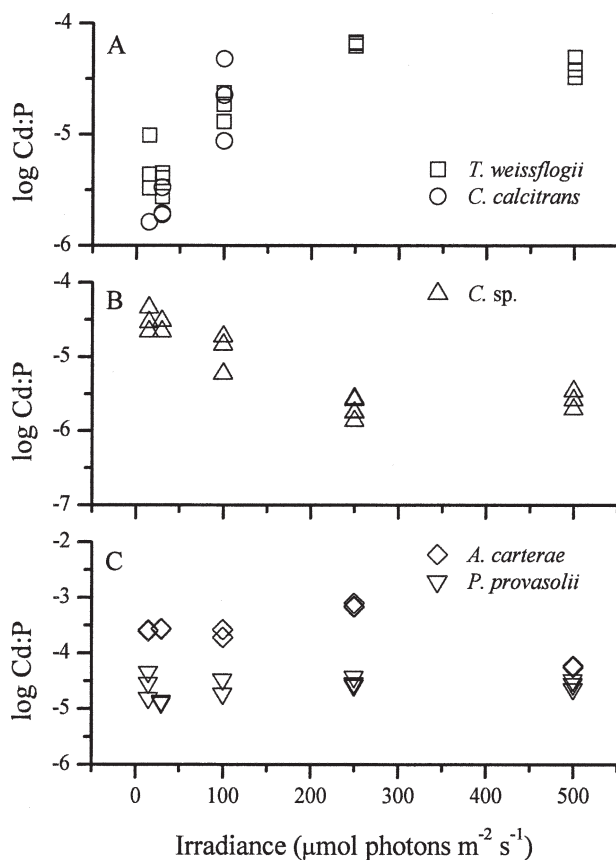 A
-4
-5
-6
log Cd:P
T. weissflogii
C. calcitrans
B
-4
-5
-6
-7
log Cd:P
C. sp.
C
-2
-3
-4
-5
-6
log Cd:P
A. carterae
P. provasolii
0 100 200 300 400 500
Irradiance (μmol photons m⁻² s⁻¹)